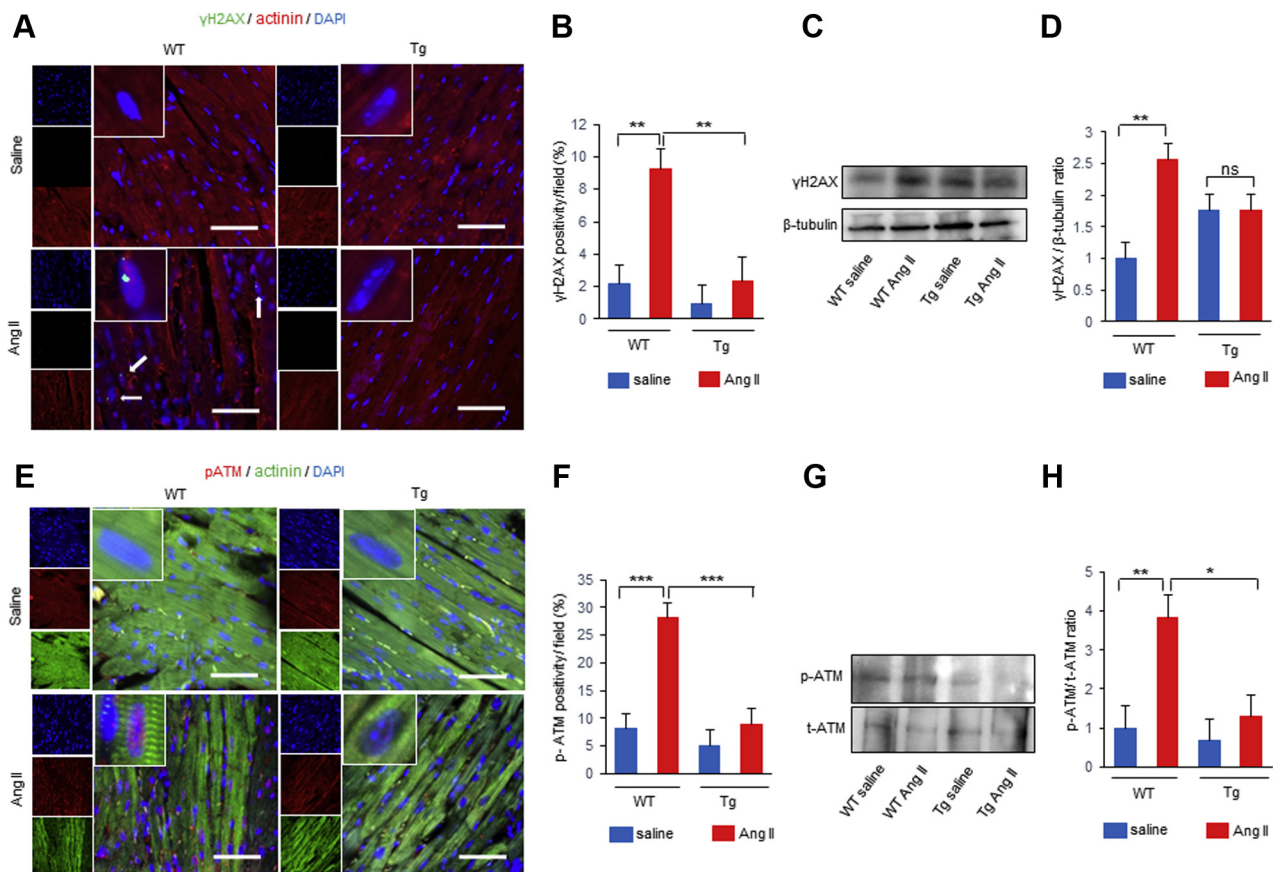 A
γH2AX / actinin / DAPI
WT
Tg
Saline
Ang II
B
γH2AX positivity/field (%)
12
10
8
6
4
2
0
**
**
WT
Tg
saline
Ang II
C
γH2AX
β-tubulin
WT saline
WT Ang II
Tg saline
Tg Ang II
D
γH2AX / β-tubulin ratio
3
2.5
2
1.5
1
0.5
0
**
ns
WT
Tg
saline
Ang II
E
pATM / actinin / DAPI
WT
Tg
Saline
Ang II
F
p- ATM positivity/ field (%)
35
30
25
20
15
10
5
0
***
***
WT
Tg
saline
Ang II
G
p-ATM
t-ATM
WT saline
WT Ang II
Tg saline
Tg Ang II
H
p-ATM/ t-ATM ratio
5
4
3
2
1
0
**
*
WT
Tg
saline
Ang II